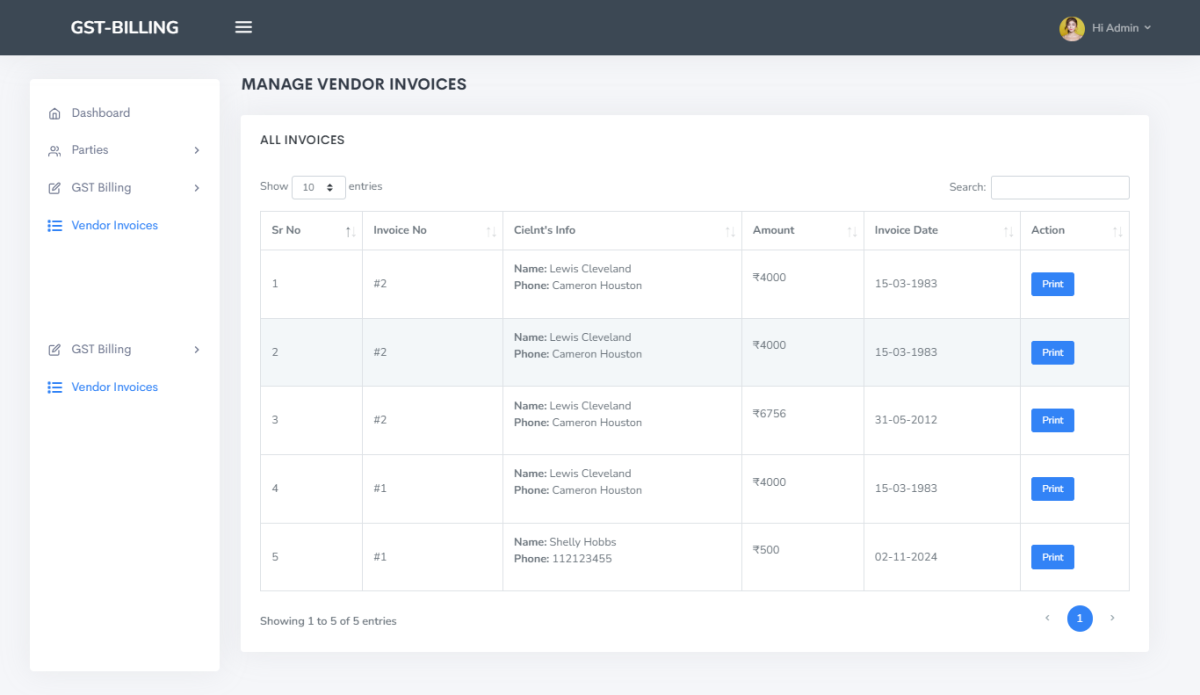 GST-BILLING
Hi Admin
Dashboard
Parties
GST Billing
Vendor Invoices
GST Billing
Vendor Invoices
MANAGE VENDOR INVOICES
ALL INVOICES
Show 10 entries
Search:
Sr No Invoice No Cielnt's Info Amount Invoice Date Action
1 #2 Name: Lewis Cleveland ₹4000 15-03-1983 Print
Phone: Cameron Houston
2 #2 Name: Lewis Cleveland ₹4000 15-03-1983 Print
Phone: Cameron Houston
3 #2 Name: Lewis Cleveland ₹6756 31-05-2012 Print
Phone: Cameron Houston
4 #1 Name: Lewis Cleveland ₹4000 15-03-1983 Print
Phone: Cameron Houston
5 #1 Name: Shelly Hobbs ₹500 02-11-2024 Print
Phone: 112123455
Showing 1 to 5 of 5 entries
1